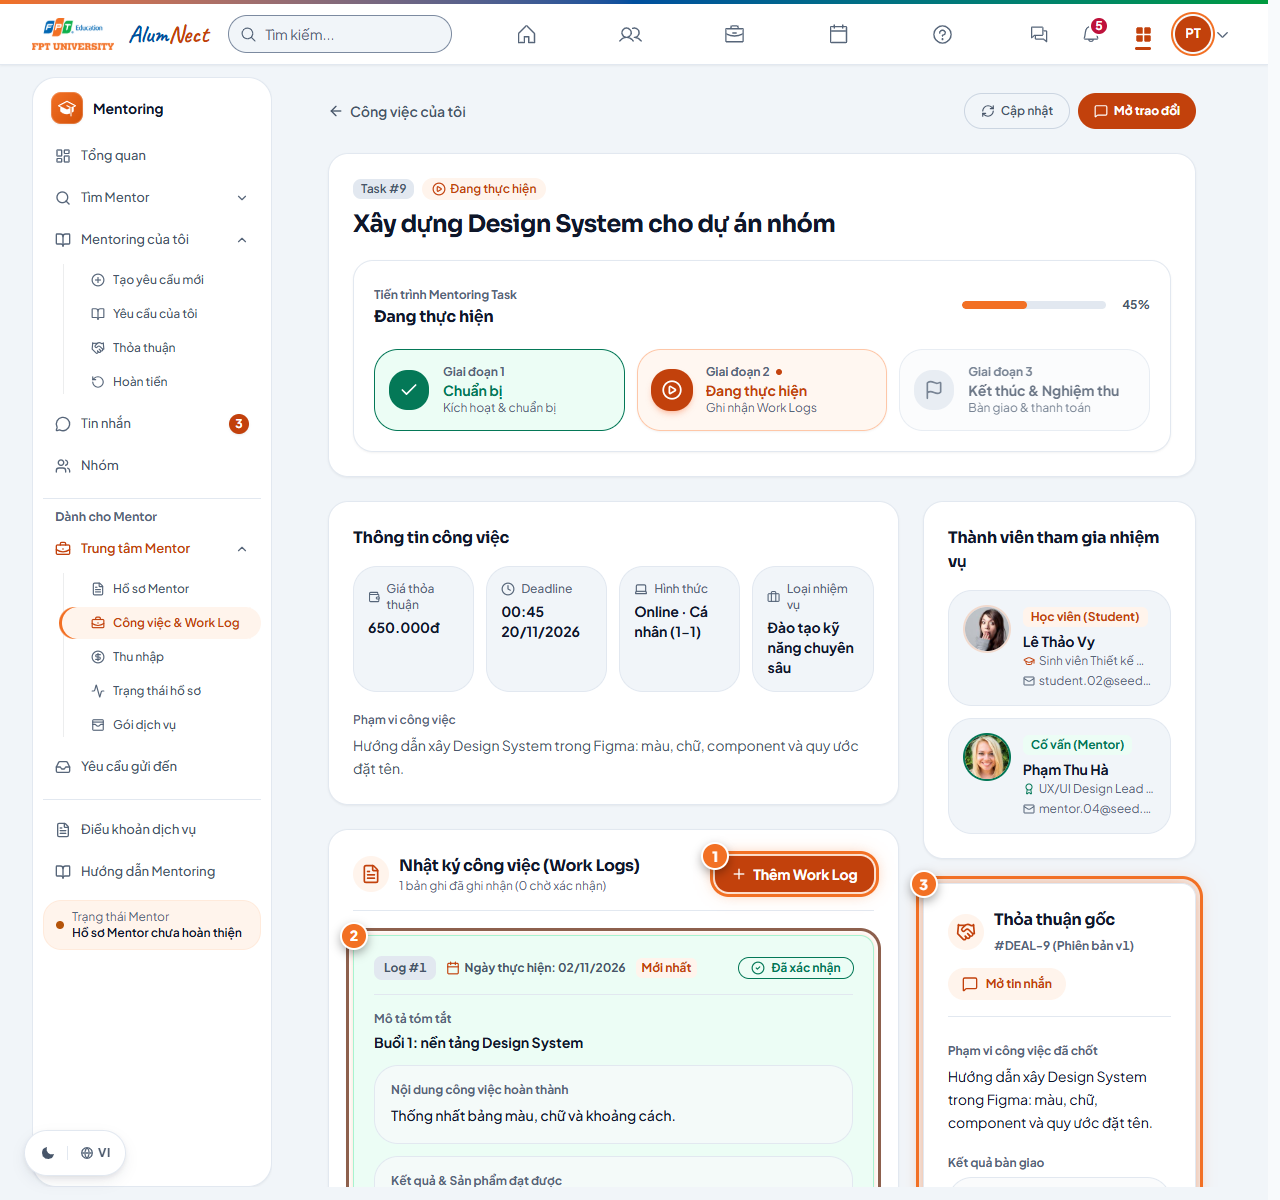 FPT Education
FPT UNIVERSITY
AlumNect
Tìm kiếm...
5
PT
Mentoring
Tổng quan
Tìm Mentor
Mentoring của tôi
Tạo yêu cầu mới
Yêu cầu của tôi
Thỏa thuận
Hoàn tiền
Tin nhắn
3
Nhóm
Dành cho Mentor
Trung tâm Mentor
Hồ sơ Mentor
Công việc & Work Log
Thu nhập
Trạng thái hồ sơ
Gói dịch vụ
Yêu cầu gửi đến
Điều khoản dịch vụ
Hướng dẫn Mentoring
Trạng thái Mentor
Hồ sơ Mentor chưa hoàn thiện
VI
Công việc của tôi
Cập nhật
Mở trao đổi
Task #9
Đang thực hiện
Xây dựng Design System cho dự án nhóm
Tiến trình Mentoring Task
Đang thực hiện
45%
Giai đoạn 1
Chuẩn bị
Kích hoạt & chuẩn bị
Giai đoạn 2
Đang thực hiện
Ghi nhận Work Logs
Giai đoạn 3
Kết thúc & Nghiệm thu
Bàn giao & thanh toán
Thông tin công việc
Giá thỏa
thuận
650.000đ
Deadline
00:45
20/11/2026
Hình thức
Online · Cá
nhân (1–1)
Loại nhiệm
vụ
Đào tạo kỹ
năng chuyên
sâu
Phạm vi công việc
Hướng dẫn xây Design System trong Figma: màu, chữ, component và quy ước
đặt tên.
Thành viên tham gia nhiệm
vụ
Học viên (Student)
Lê Thảo Vy
Sinh viên Thiết kế ...
student.02@seed...
Cố vấn (Mentor)
Phạm Thu Hà
UX/UI Design Lead ...
mentor.04@seed....
Nhật ký công việc (Work Logs)
1 bản ghi đã ghi nhận (0 chờ xác nhận)
1
Thêm Work Log
2
Log #1
Ngày thực hiện: 02/11/2026
Mới nhất
Đã xác nhận
Mô tả tóm tắt
Buổi 1: nền tảng Design System
Nội dung công việc hoàn thành
Thống nhất bảng màu, chữ và khoảng cách.
Kết quả & Sản phẩm đạt được
3
Thỏa thuận gốc
#DEAL-9 (Phiên bản v1)
Mở tin nhắn
Phạm vi công việc đã chốt
Hướng dẫn xây Design System
trong Figma: màu, chữ,
component và quy ước đặt tên.
Kết quả bàn giao